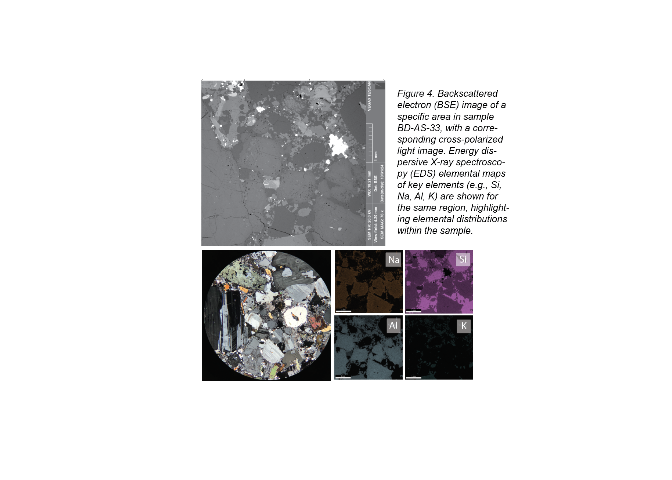 Figure 4. Backscattered
electron (BSE) image of a
specific area in sample
BD-AS-33, with a corre-
sponding cross-polarized
light image. Energy dis-
persive X-ray spectrosco-
py (EDS) elemental maps
of key elements (e.g., Si,
Na, Al, K) are shown for
the same region, highlight-
ing elemental distributions
within the sample.
Na
Si
Al
K